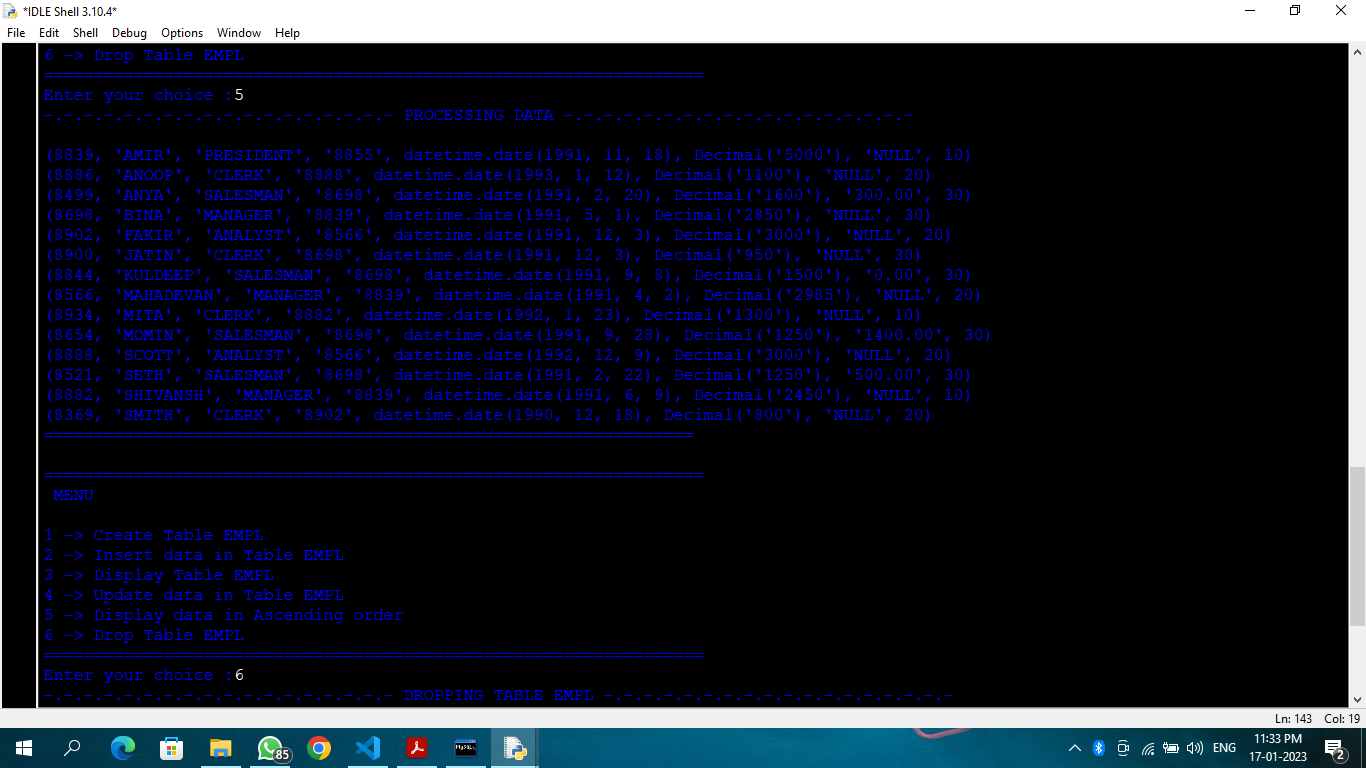 *IDLE Shell 3.10.4*
File Edit Shell Debug Options Window Help
6 -> Drop Table EMPL
==================================================================
Enter your choice :5
-.-.-.-.-.-.-.-.-.-.-.-.-.-.-.-.-.- PROCESSING DATA -.-.-.-.-.-.-.-.-.-.-.-.-.-.-.-.-.-
(8839, 'AMIR', 'PRESIDENT', '8855', datetime.date(1991, 11, 18), Decimal('5000'), 'NULL', 10)
(8886, 'ANOOP', 'CLERK', '8888', datetime.date(1993, 1, 12), Decimal('1100'), 'NULL', 20)
(8499, 'ANYA', 'SALESMAN', '8698', datetime.date(1991, 2, 20), Decimal('1600'), '300.00', 30)
(8698, 'BINA', 'MANAGER', '8839', datetime.date(1991, 5, 1), Decimal('2850'), 'NULL', 30)
(8902, 'FAKIR', 'ANALYST', '8566', datetime.date(1991, 12, 3), Decimal('3000'), 'NULL', 20)
(8900, 'JATIN', 'CLERK', '8698', datetime.date(1991, 12, 3), Decimal('950'), 'NULL', 30)
(8844, 'KULDEEP', 'SALESMAN', '8698', datetime.date(1991, 9, 8), Decimal('1500'), '0.00', 30)
(8566, 'MAHADEVAN', 'MANAGER', '8839', datetime.date(1991, 4, 2), Decimal('2985'), 'NULL', 20)
(8934, 'MITA', 'CLERK', '8882', datetime.date(1992, 1, 23), Decimal('1300'), 'NULL', 10)
(8654, 'MOMIN', 'SALESMAN', '8698', datetime.date(1991, 9, 28), Decimal('1250'), '1400.00', 30)
(8888, 'SCOTT', 'ANALYST', '8566', datetime.date(1992, 12, 9), Decimal('3000'), 'NULL', 20)
(8521, 'SETH', 'SALESMAN', '8698', datetime.date(1991, 2, 22), Decimal('1250'), '500.00', 30)
(8882, 'SHIVANSH', 'MANAGER', '8839', datetime.date(1991, 6, 9), Decimal('2450'), 'NULL', 10)
(8369, 'SMITH', 'CLERK', '8902', datetime.date(1990, 12, 18), Decimal('800'), 'NULL', 20)
=================================================================
==================================================================
MENU
1 -> Create Table EMPL
2 -> Insert data in Table EMPL
3 -> Display Table EMPL
4 -> Update data in Table EMPL
5 -> Display data in Ascending order
6 -> Drop Table EMPL
==================================================================
Enter your choice :6
-.-.-.-.-.-.-.-.-.-.-.-.-.-.-.-.-.- DROPPING TABLE EMPL -.-.-.-.-.-.-.-.-.-.-.-.-.-.-.-.-.-
Ln: 143 Col: 19
85
MySQL
ENG
11:33 PM
17-01-2023
2